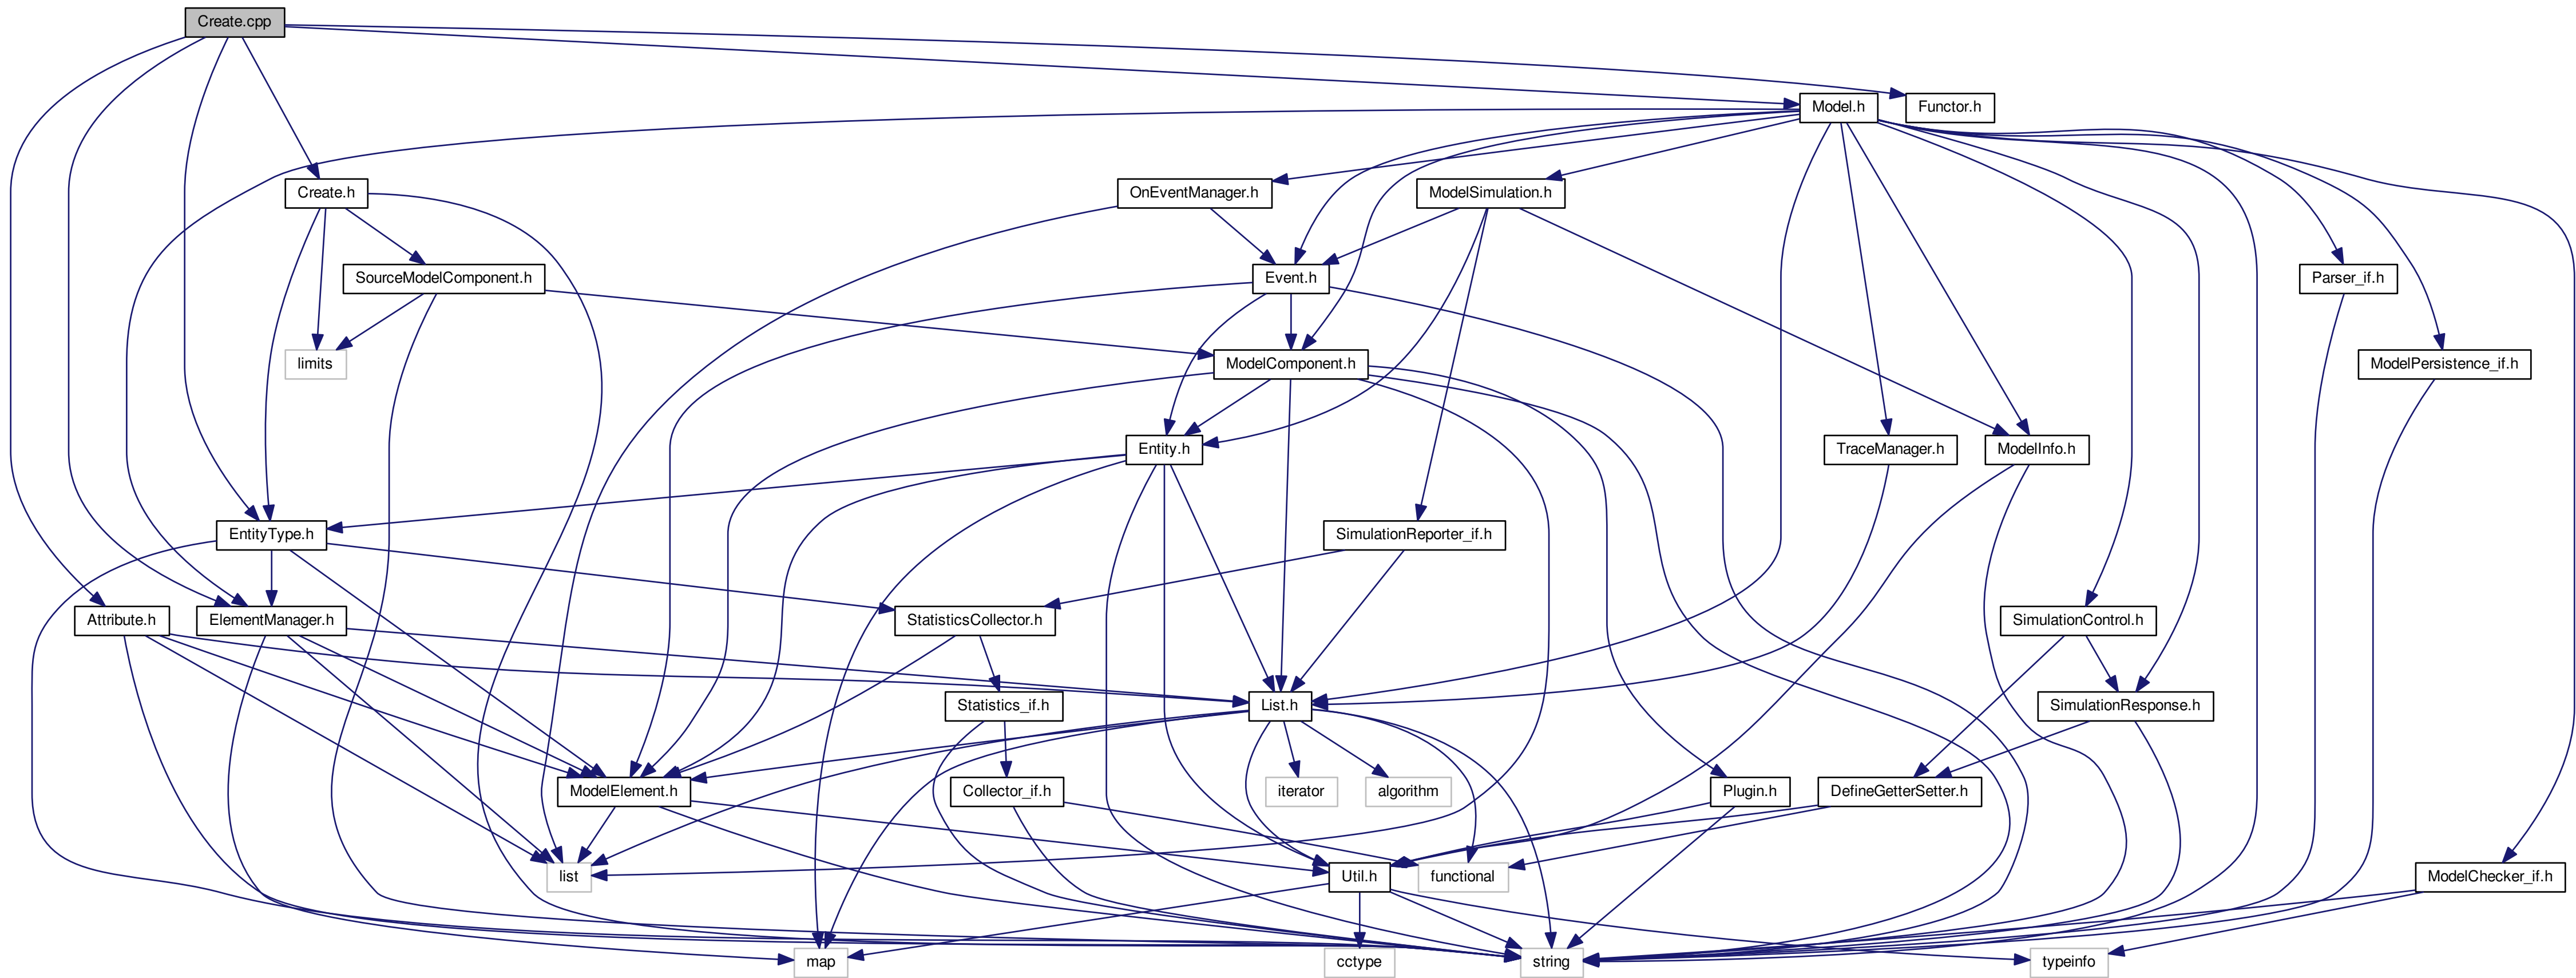 Create.cpp
Model.h
Functor.h
Create.h
OnEventManager.h
ModelSimulation.h
SourceModelComponent.h
Event.h
Parser_if.h
limits
ModelComponent.h
ModelPersistence_if.h
Entity.h
TraceManager.h
ModelInfo.h
EntityType.h
SimulationReporter_if.h
Attribute.h
ElementManager.h
StatisticsCollector.h
SimulationControl.h
Statistics_if.h
List.h
SimulationResponse.h
ModelElement.h
Collector_if.h
iterator
algorithm
Plugin.h
DefineGetterSetter.h
list
Util.h
functional
ModelChecker_if.h
map
cctype
string
typeinfo